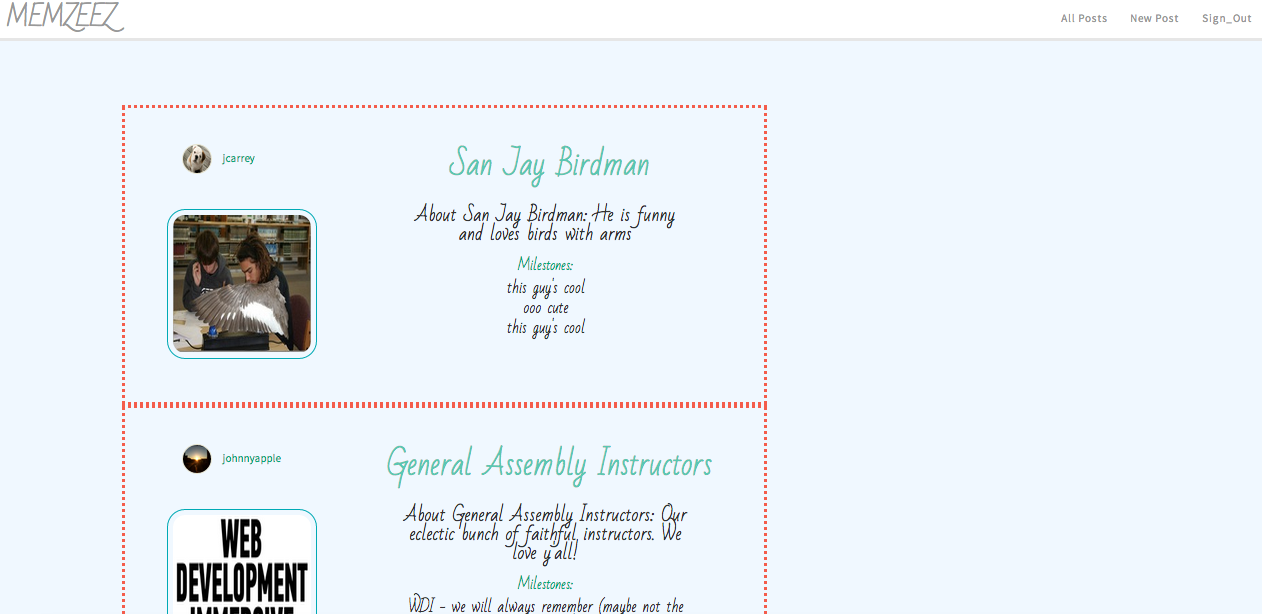 MEMZEEZ
All Posts New Post Sign_Out
jcarrey
San Jay Birdman
About San Jay Birdman: He is funny
and loves birds with arms
Milestones:
this guy's cool
ooo cute
this guy's cool
johnnyapple
General Assembly Instructors
About General Assembly Instructors: Our
eclectic bunch of faithful instructors. We
love y'all!
Milestones:
WDI - we will always remember (maybe not the
WEB
DEVELOPMENT
IMMERSIVE